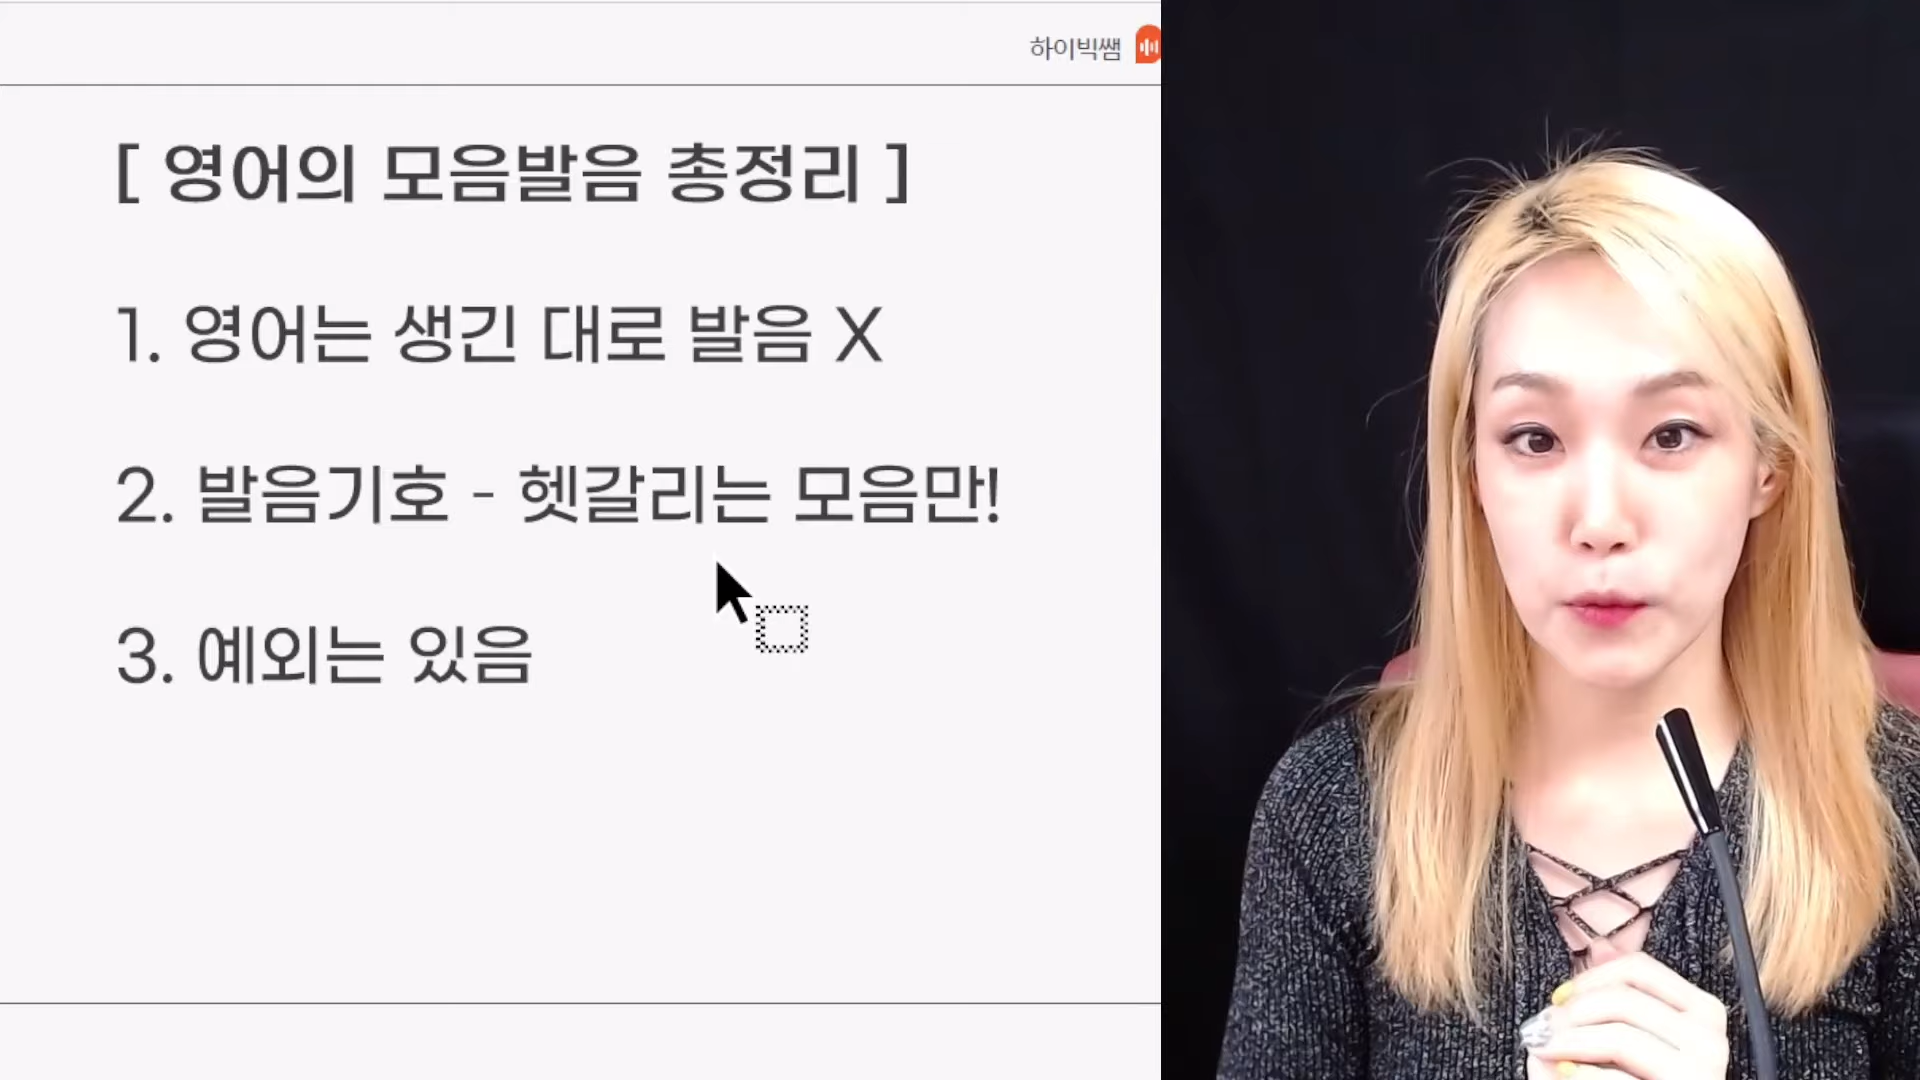 하이빅쌤
[ 영어의 모음발음 총정리 ]
1. 영어는 생긴 대로 발음 X
2. 발음기호 - 헷갈리는 모음만!
3. 예외는 있음